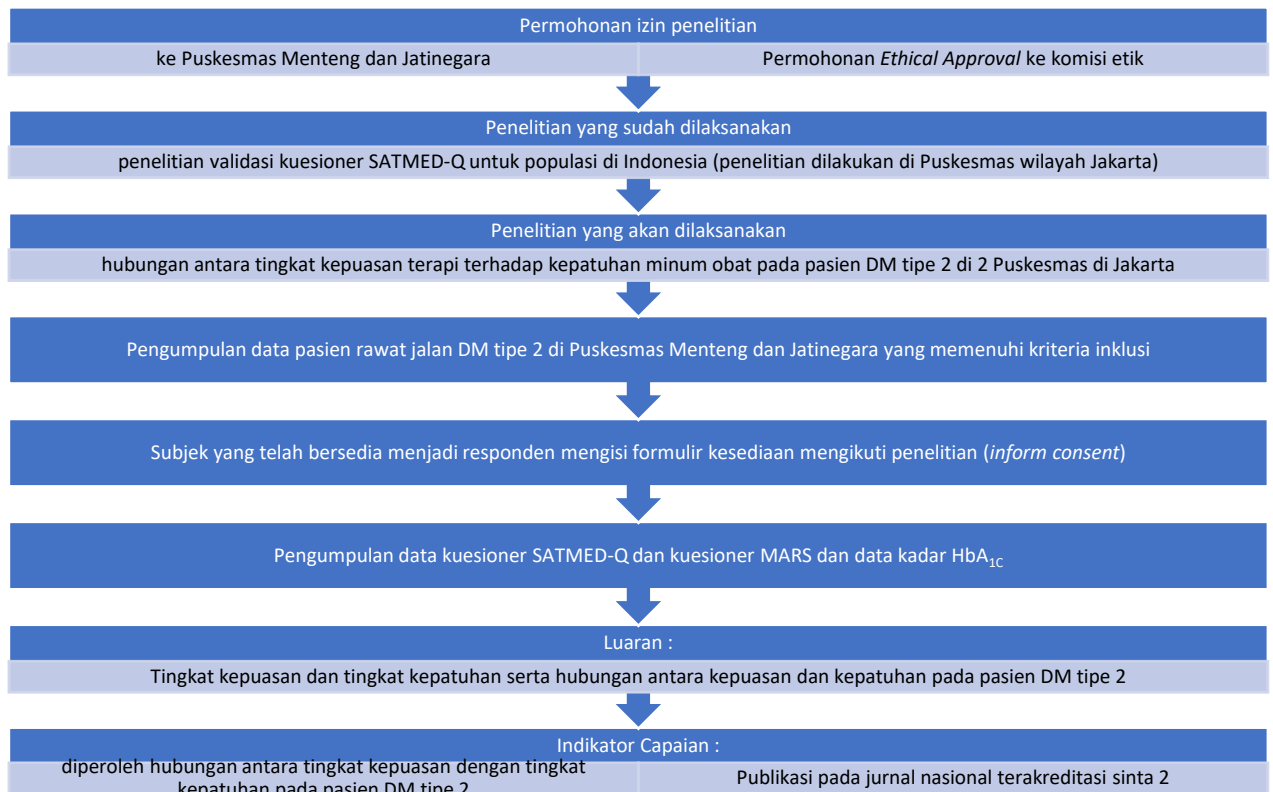 Permohonan izin penelitian
ke Puskesmas Menteng dan Jatinegara
Permohonan Ethical Approval ke komisi etik
Penelitian yang sudah dilaksanakan
penelitian validasi kuesioner SATMED-Q untuk populasi di Indonesia (penelitian dilakukan di Puskesmas wilayah Jakarta)
Penelitian yang akan dilaksanakan
hubungan antara tingkat kepuasan terapi terhadap kepatuhan minum obat pada pasien DM tipe 2 di 2 Puskesmas di Jakarta
Pengumpulan data pasien rawat jalan DM tipe 2 di Puskesmas Menteng dan Jatinegara yang memenuhi kriteria inklusi
Subjek yang telah bersedia menjadi responden mengisi formulir kesediaan mengikuti penelitian (inform consent)
Pengumpulan data kuesioner SATMED-Q dan kuesioner MARS dan data kadar HbA1C
Luaran :
Tingkat kepuasan dan tingkat kepatuhan serta hubungan antara kepuasan dan kepatuhan pada pasien DM tipe 2
Indikator Capaian :
diperoleh hubungan antara tingkat kepuasan dengan tingkat
kepatuhan pada pasien DM tipe 2
Publikasi pada jurnal nasional terakreditasi sinta 2